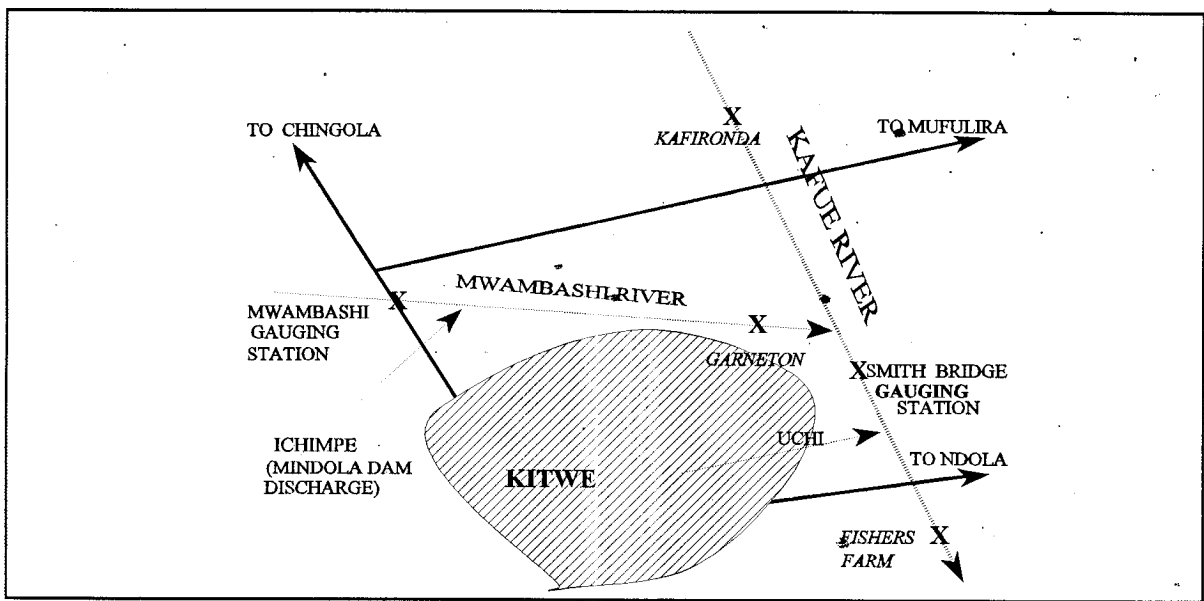 TO CHINGOLA
X
KAFIRONDA
TO MUFULIRA
KAFUE RIVER
MWAMBASHI RIVER
X
MWAMBASHI
GAUGING
STATION
X
GARNETON
X
SMITH BRIDGE
GAUGING
STATION
ICHIMPE
(MINDOLA DAM
DISCHARGE)
UCHI
KITWE
TO NDOLA
X
FISHERS
FARM